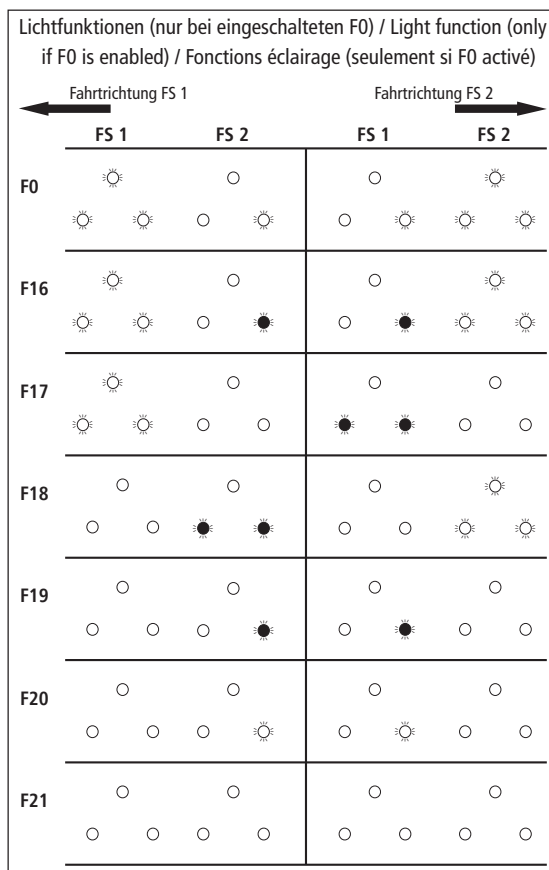 Lichtfunktionen (nur bei eingeschalteten F0) / Light function (only
if F0 is enabled) / Fonctions éclairage (seulement si F0 activé)
Fahrtrichtung FS 1 Fahrtrichtung FS 2
FS 1 FS 2 FS 1 FS 2
F0
F16
F17
F18
F19
F20
F21